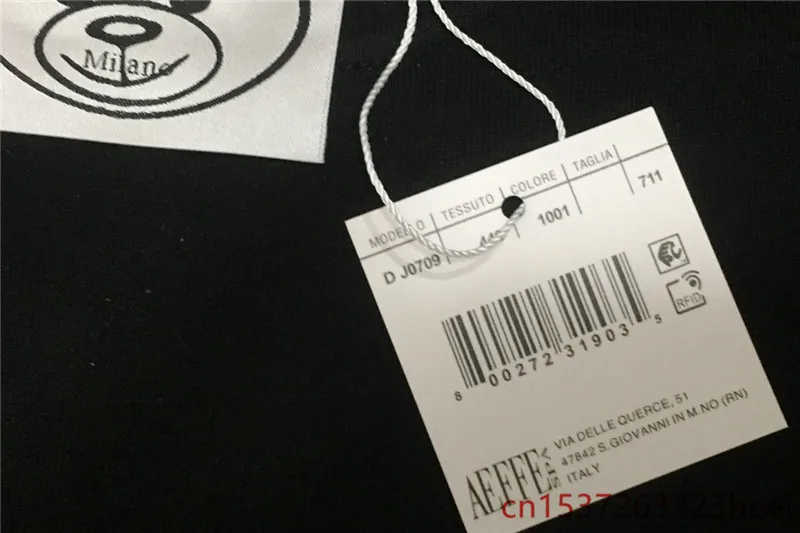 Milano
MODELLO | TESSUTO | COLORE | TAGLIA
D J0709 1001 711
8 00272 31903 5
RFID
AEFFE SPA
VIA DELLE QUERCE, 51
47842 S.GIOVANNI IN M.NO (RN)
ITALY